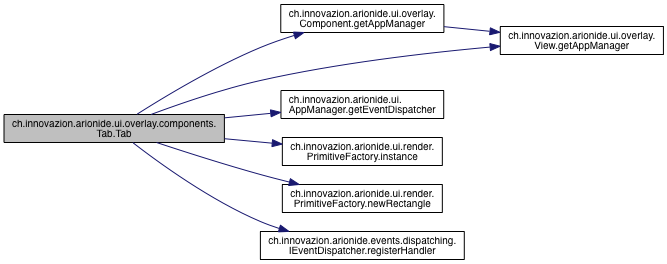 ch.innovazion.arionide.ui.overlay.components.
Tab.Tab
ch.innovazion.arionide.ui.overlay.
Component.getAppManager
ch.innovazion.arionide.ui.overlay.
View.getAppManager
ch.innovazion.arionide.ui.
AppManager.getEventDispatcher
ch.innovazion.arionide.ui.render.
PrimitiveFactory.instance
ch.innovazion.arionide.ui.render.
PrimitiveFactory.newRectangle
ch.innovazion.arionide.events.dispatching.
IEventDispatcher.registerHandler